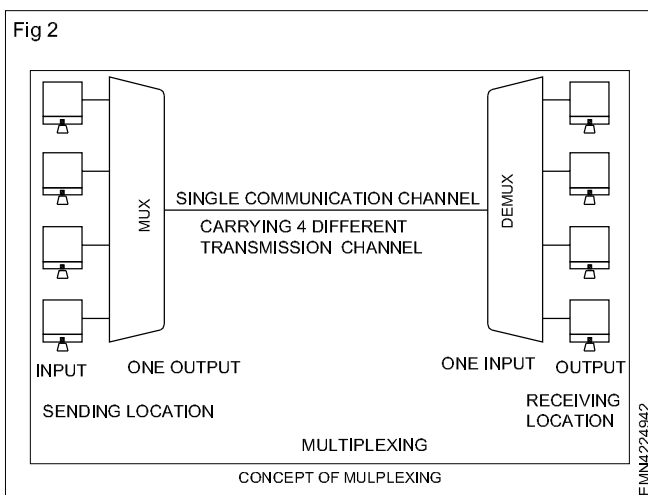 Fig 2
MUX
SINGLE COMMUNICATION CHANNEL
CARRYING 4 DIFFERENT
TRANSMISSION CHANNEL
DEMUX
INPUT
ONE OUTPUT
ONE INPUT
OUTPUT
SENDING LOCATION
RECEIVING
LOCATION
MULTIPLEXING
CONCEPT OF MULPLEXING
EMN4224942